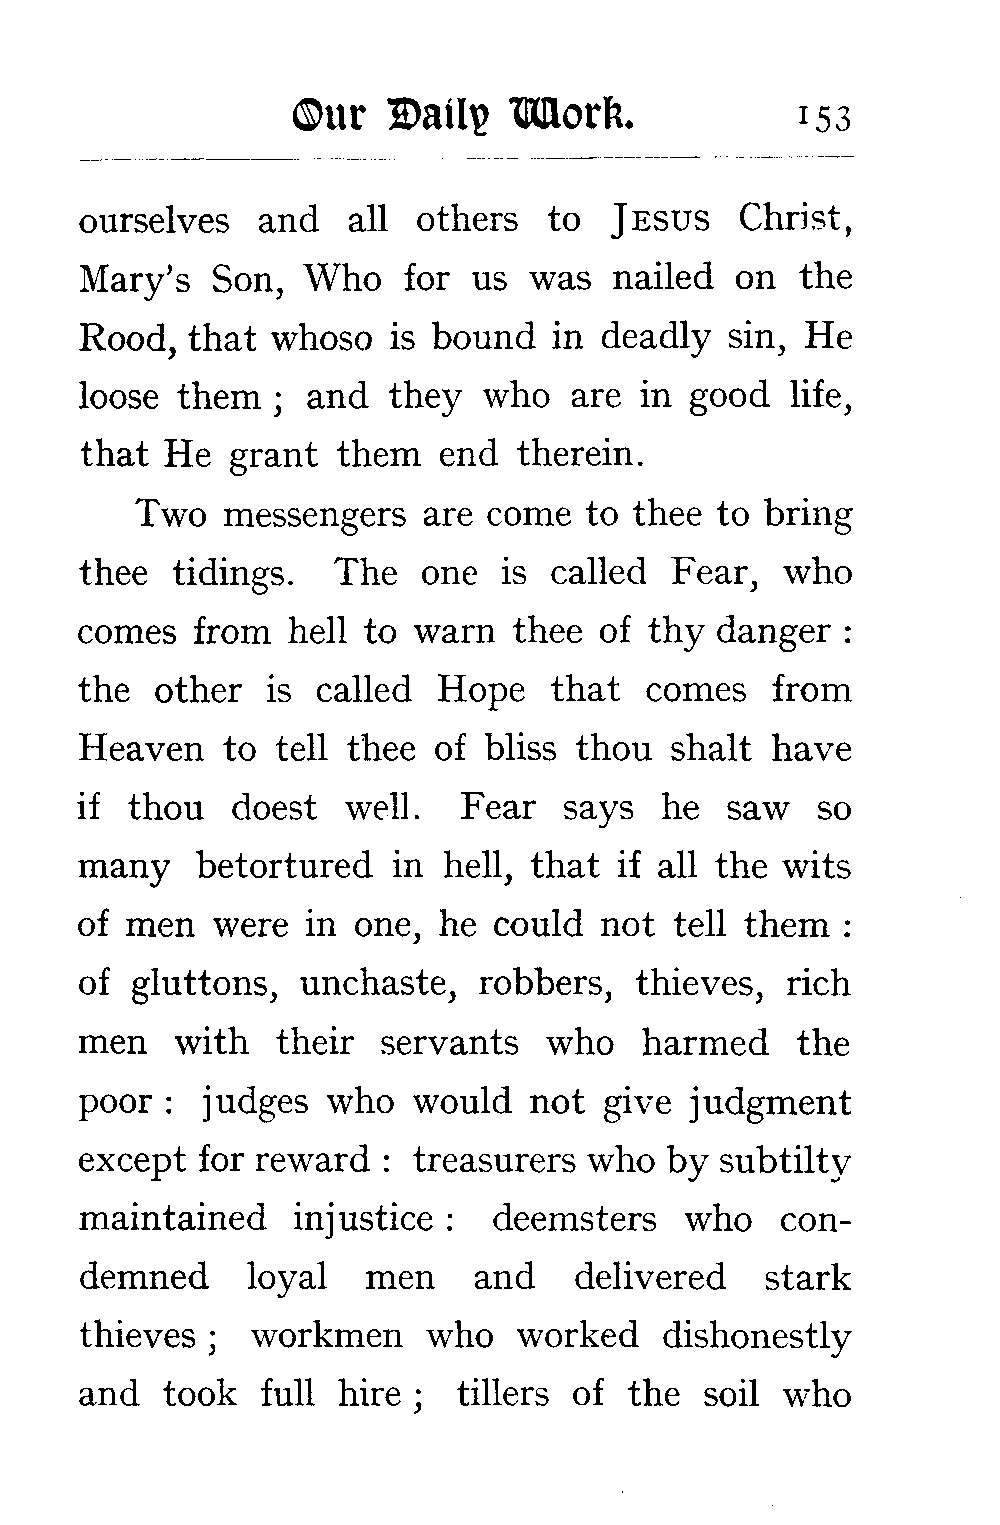 Our Daily Work. 153
ourselves and all others to JESUS Christ,
Mary's Son, Who for us was nailed on the
Rood, that whoso is bound in deadly sin, He
loose them ; and they who are in good life,
that He grant them end therein.
Two messengers are come to thee to bring
thee tidings. The one is called Fear, who
comes from hell to warn thee of thy danger :
the other is called Hope that comes from
Heaven to tell thee of bliss thou shalt have
if thou doest well. Fear says he saw so
many betortured in hell, that if all the wits
of men were in one, he could not tell them :
of gluttons, unchaste, robbers, thieves, rich
men with their servants who harmed the
poor : judges who would not give judgment
except for reward : treasurers who by subtilty
maintained injustice : deemsters who con-
demned loyal men and delivered stark
thieves ; workmen who worked dishonestly
and took full hire ; tillers of the soil who